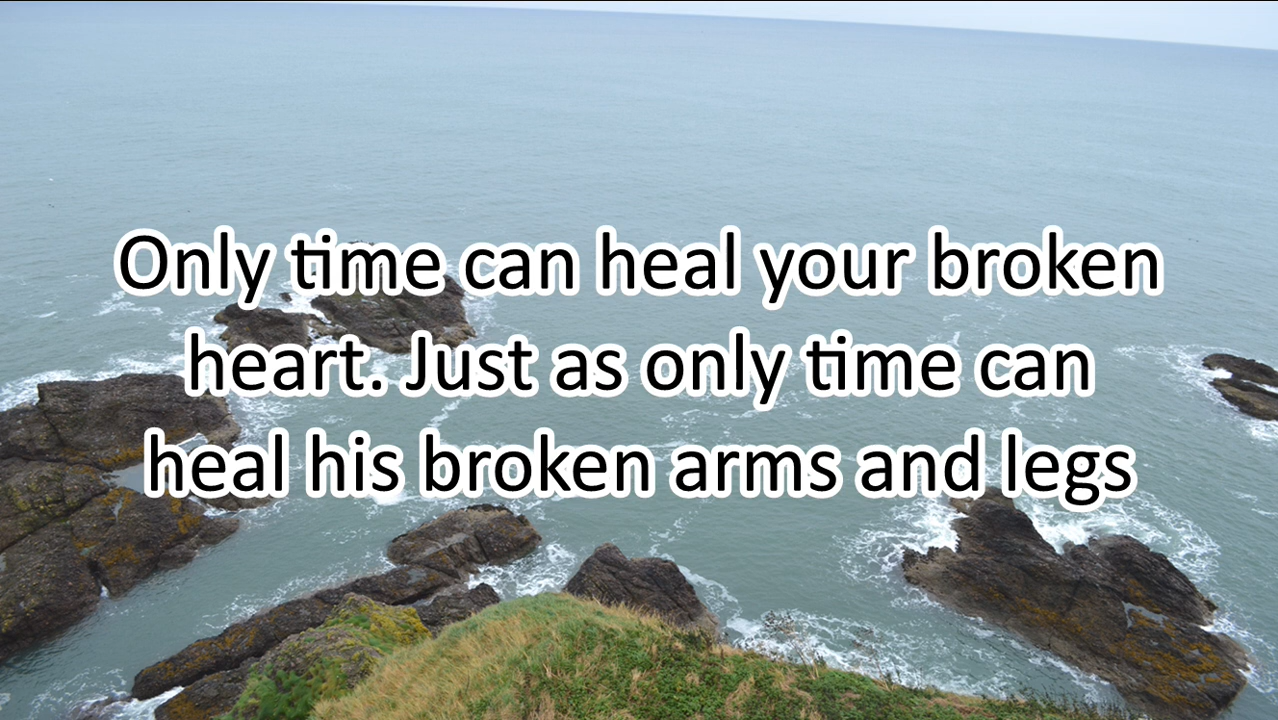 Only time can heal your broken
heart. Just as only time can
heal his broken arms and legs